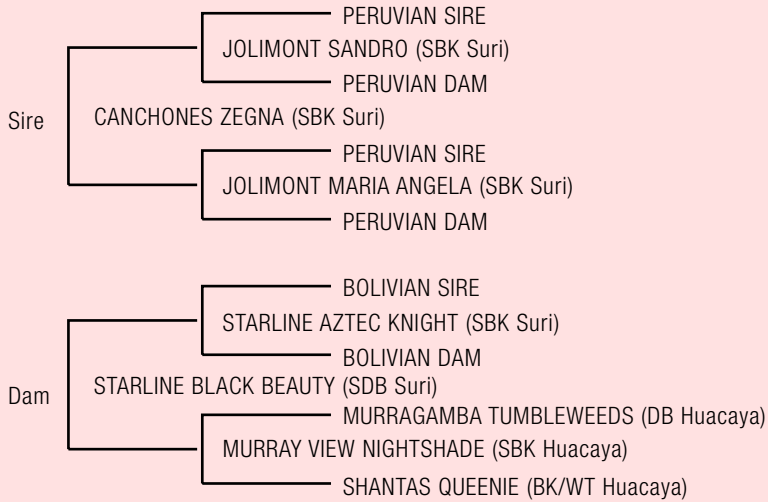 PERUVIAN SIRE
JOLIMONT SANDRO (SBK Suri)
PERUVIAN DAM
Sire
CANCHONES ZEGNA (SBK Suri)
PERUVIAN SIRE
JOLIMONT MARIA ANGELA (SBK Suri)
PERUVIAN DAM
BOLIVIAN SIRE
STARLINE AZTEC KNIGHT (SBK Suri)
BOLIVIAN DAM
Dam
STARLINE BLACK BEAUTY (SDB Suri)
MURRAGAMBA TUMBLEWEEDS (DB Huacaya)
MURRAY VIEW NIGHTSHADE (SBK Huacaya)
SHANTAS QUEENIE (BK/WT Huacaya)